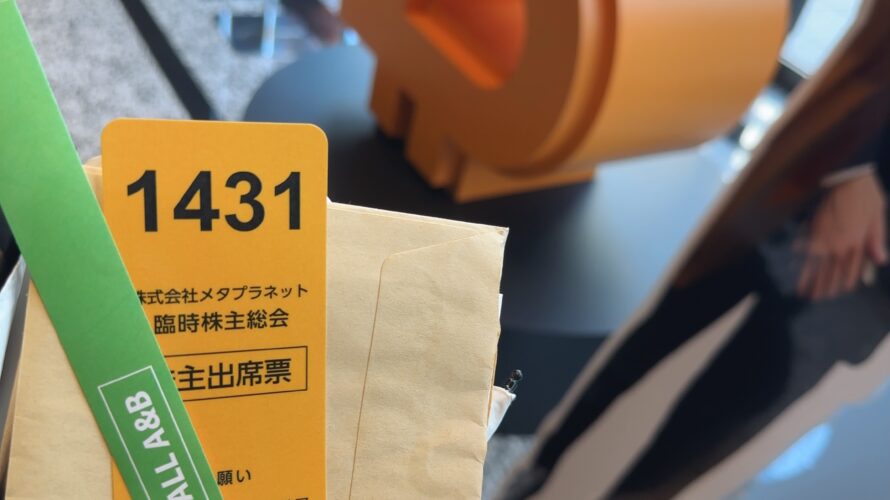 1431
株式会社メタプラネット
臨時株主総会
主出席票
願い
ALL A&B